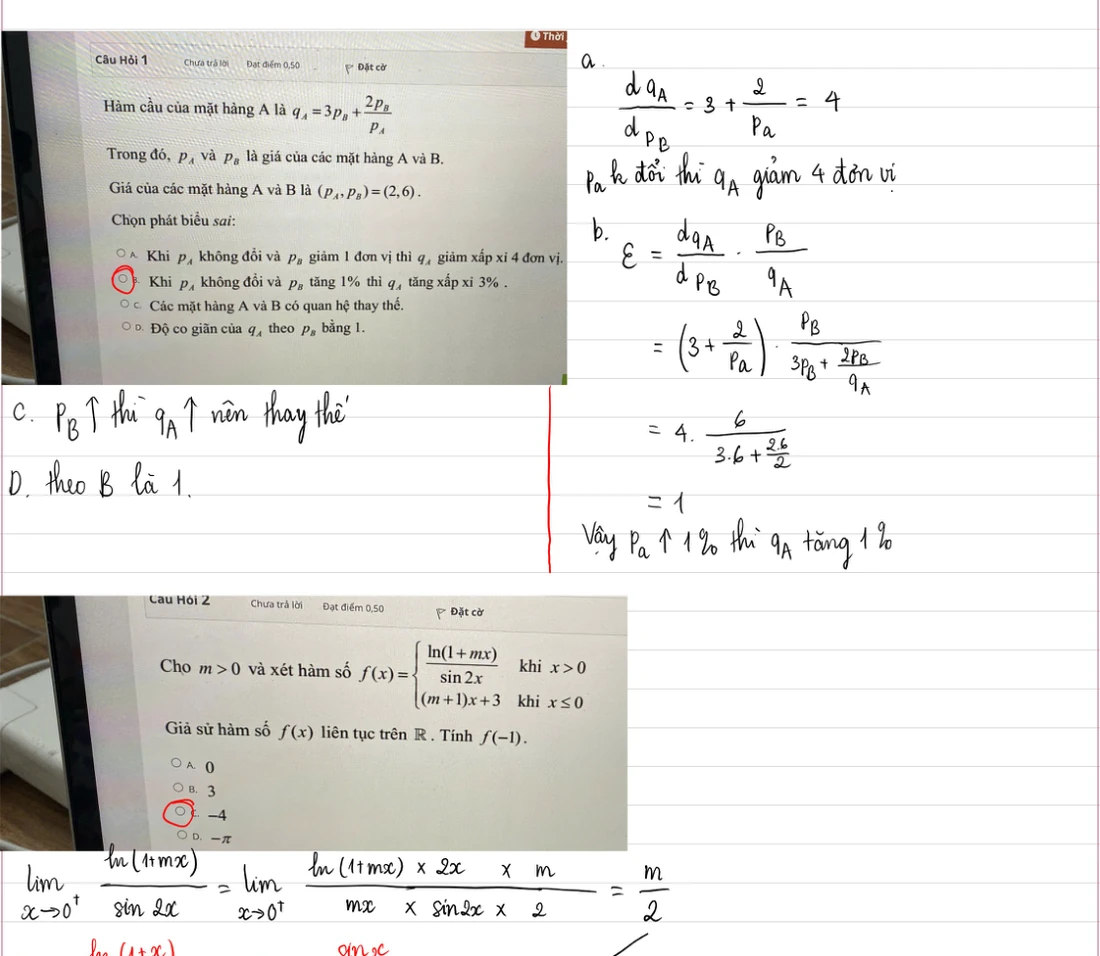 Thời
Câu Hỏi 1 Chưa trả lời Đạt điểm 0,50 Đặt cờ
Hàm cầu của mặt hàng A là q_A = 3p_B + 2p_B/p_A
Trong đó, p_A và p_B là giá của các mặt hàng A và B.
Giá của các mặt hàng A và B là (p_A, p_B) = (2,6).
Chọn phát biểu sai:
A. Khi p_A không đổi và p_B giảm 1 đơn vị thì q_A giảm xấp xỉ 4 đơn vị.
B. Khi p_A không đổi và p_B tăng 1% thì q_A tăng xấp xỉ 3%.
C. Các mặt hàng A và B có quan hệ thay thế.
D. Độ co giãn của q_A theo p_B bằng 1.
a.
dq_A/dp_B = 3 + 2/p_a = 4
p_a k đổi thì q_A giảm 4 đơn vị
b.
ε = dq_A/dp_B · p_B/q_A
= (3 + 2/p_a) · p_B/(3p_B + 2p_B/q_A)
= 4. 6/(3.6 + 2.6/2)
= 1
Vậy p_a ↑ 1% thì q_A tăng 1%
C. p_B ↑ thì q_A ↑ nên thay thế
D. theo B là 1.
Câu Hỏi 2 Chưa trả lời Đạt điểm 0,50 Đặt cờ
Cho m > 0 và xét hàm số f(x) = { ln(1+mx)/sin 2x khi x > 0
(m+1)x+3 khi x ≤ 0
Giả sử hàm số f(x) liên tục trên ℝ. Tính f(−1).
A. 0
B. 3
C. −4
D. −π
lim x→0⁺ ln(1+mx)/sin 2x = lim x→0⁺ (ln(1+mx) × 2x × m)/(mx × sin2x × 2) = m/2
ln(1+x) sin x